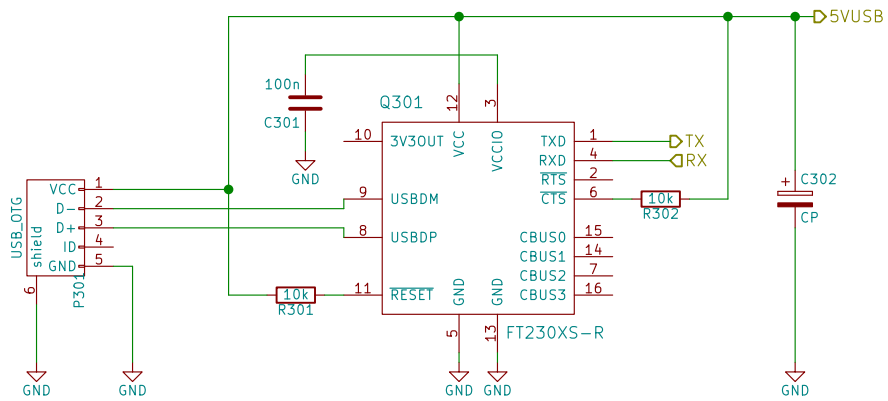 5VUSB
100n
C301
GND
Q301
12
VCC
3
VCCIO
10
3V3OUT
TXD
1
TX
RXD
4
RX
RTS
2
CTS
6
10k
R302
C302
+
CP
USB_OTG
shield
VCC
1
D-
2
D+
3
ID
4
GND
5
6
P301
9
USBDM
8
USBDP
CBUS0
15
CBUS1
14
CBUS2
7
CBUS3
16
10k
R301
11
RESET
GND
5
GND
13
FT230XS-R
GND
GND
GND
GND
GND